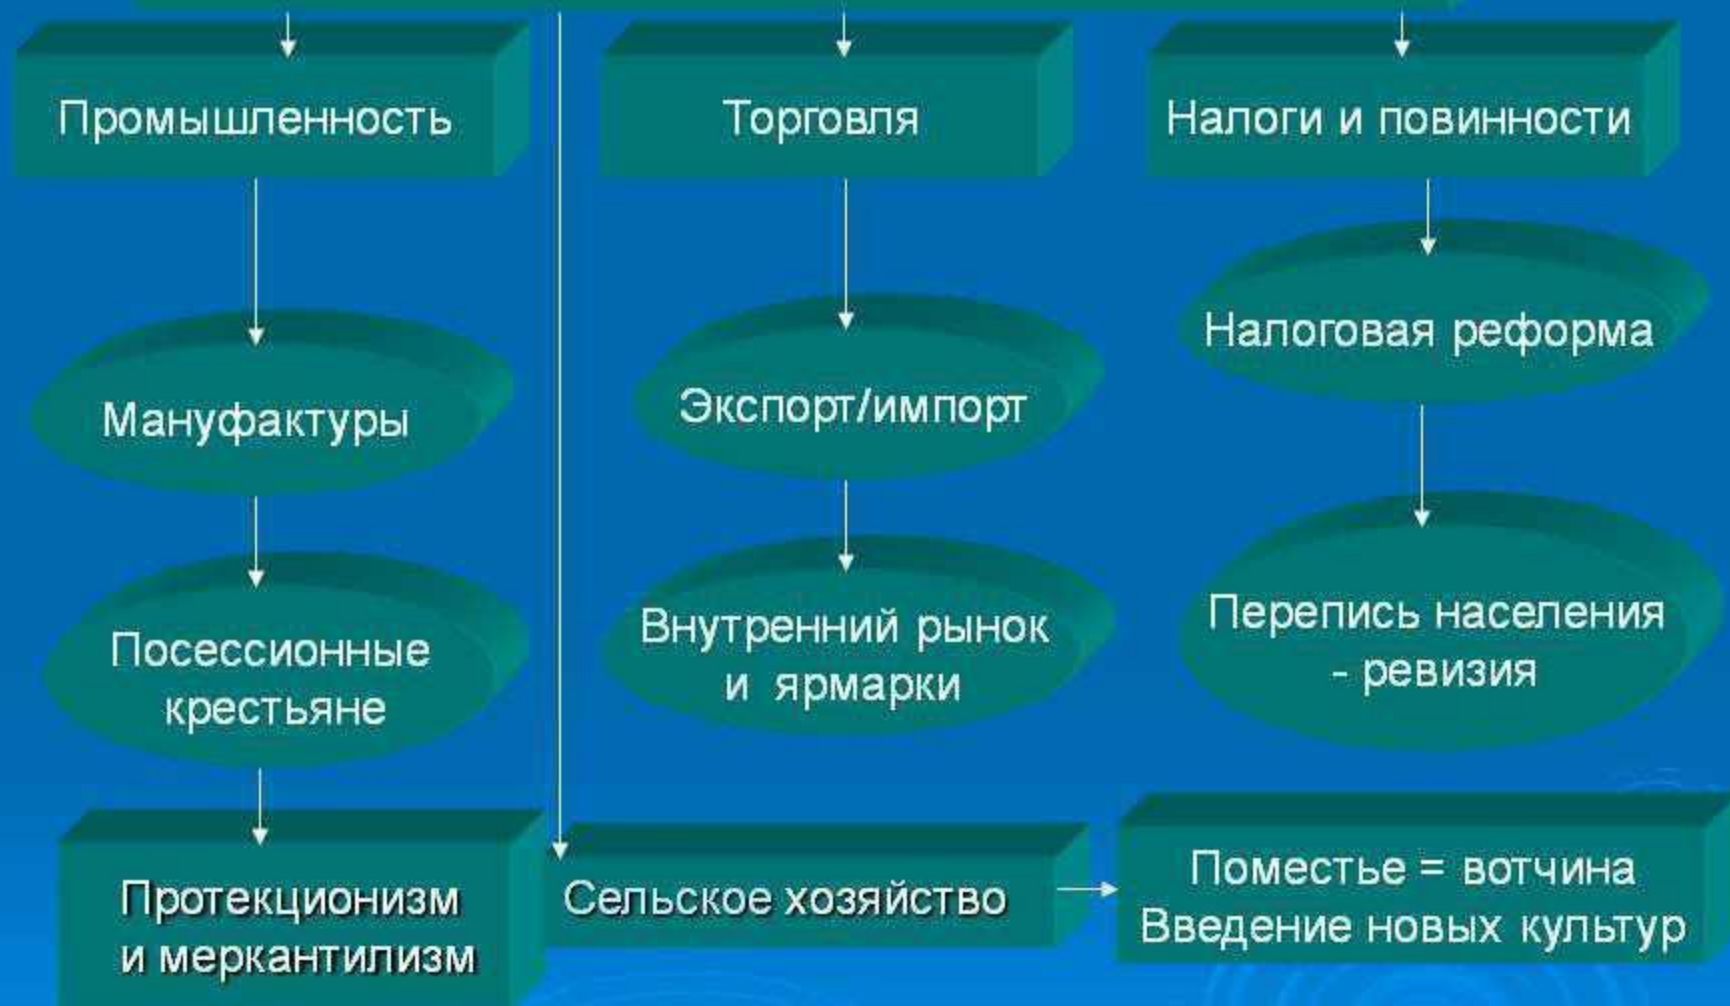 Промышленность
Торговля
Налоги и повинности
Мануфактуры
Экспорт/импорт
Налоговая реформа
Посессионные
крестьяне
Внутренний рынок
и ярмарки
Перепись населения
- ревизия
Протекционизм
и меркантилизм
Сельское хозяйство
Поместье = вотчина
Введение новых культур